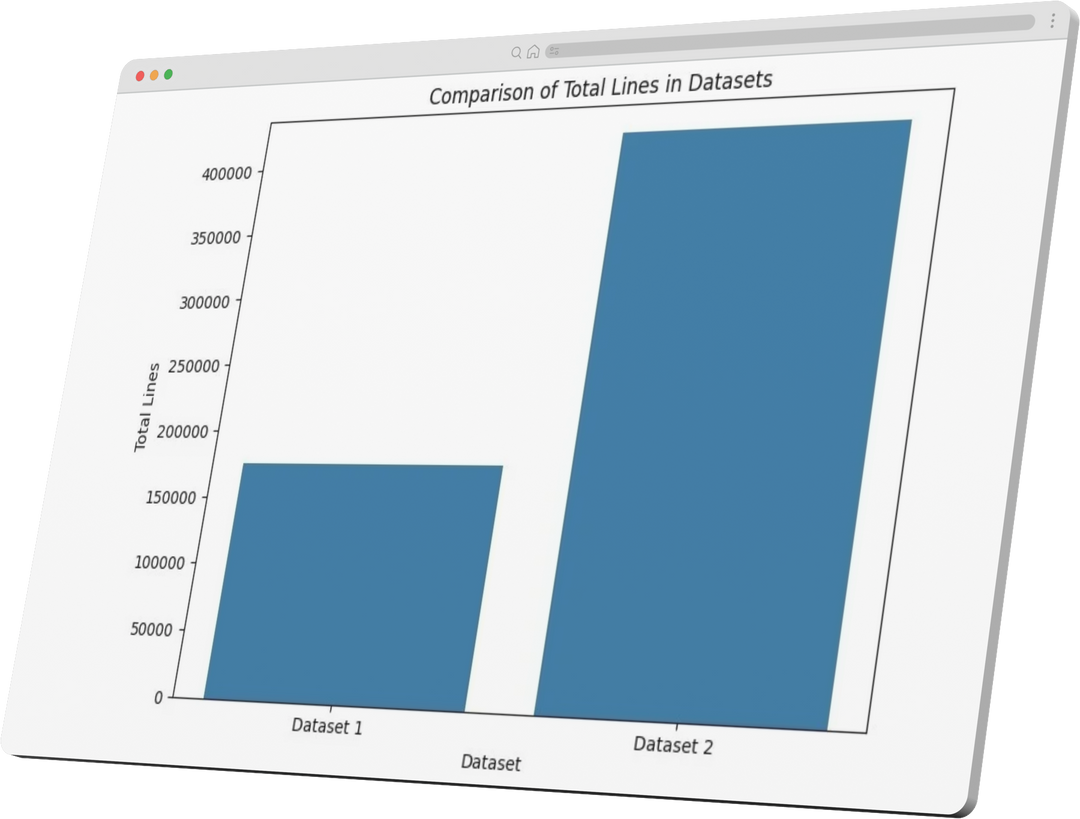 Comparison of Total Lines in Datasets
400000
350000
300000
250000
200000
150000
100000
50000
0
Total Lines
Dataset 1
Dataset 2
Dataset